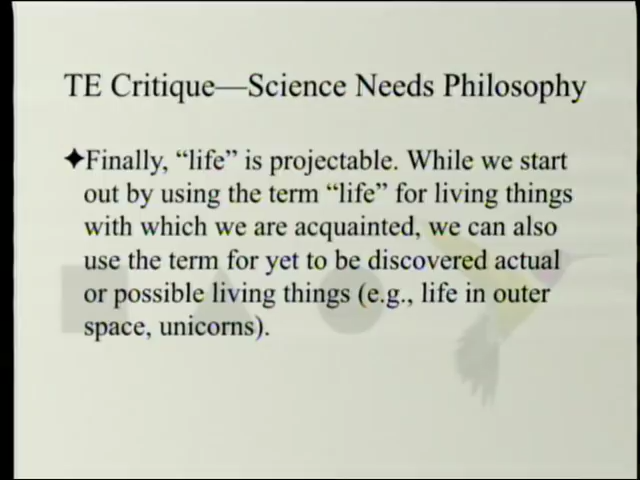 TE Critique—Science Needs Philosophy
✦Finally, “life” is projectable. While we start
out by using the term “life” for living things
with which we are acquainted, we can also
use the term for yet to be discovered actual
or possible living things (e.g., life in outer
space, unicorns).